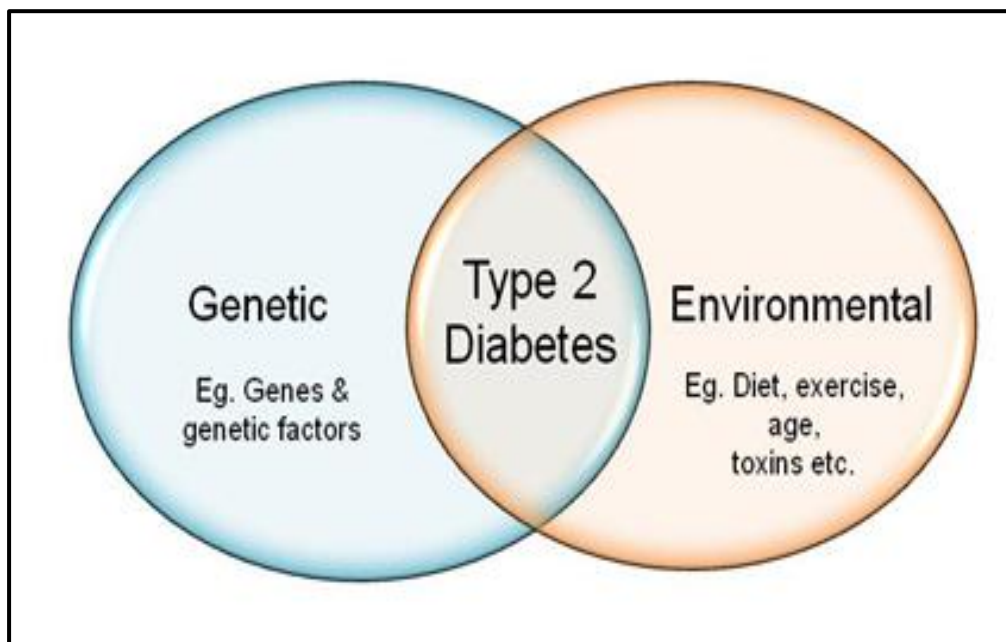 Genetic
Eg. Genes &
genetic factors
Type 2
Diabetes
Environmental
Eg. Diet, exercise,
age,
toxins etc.